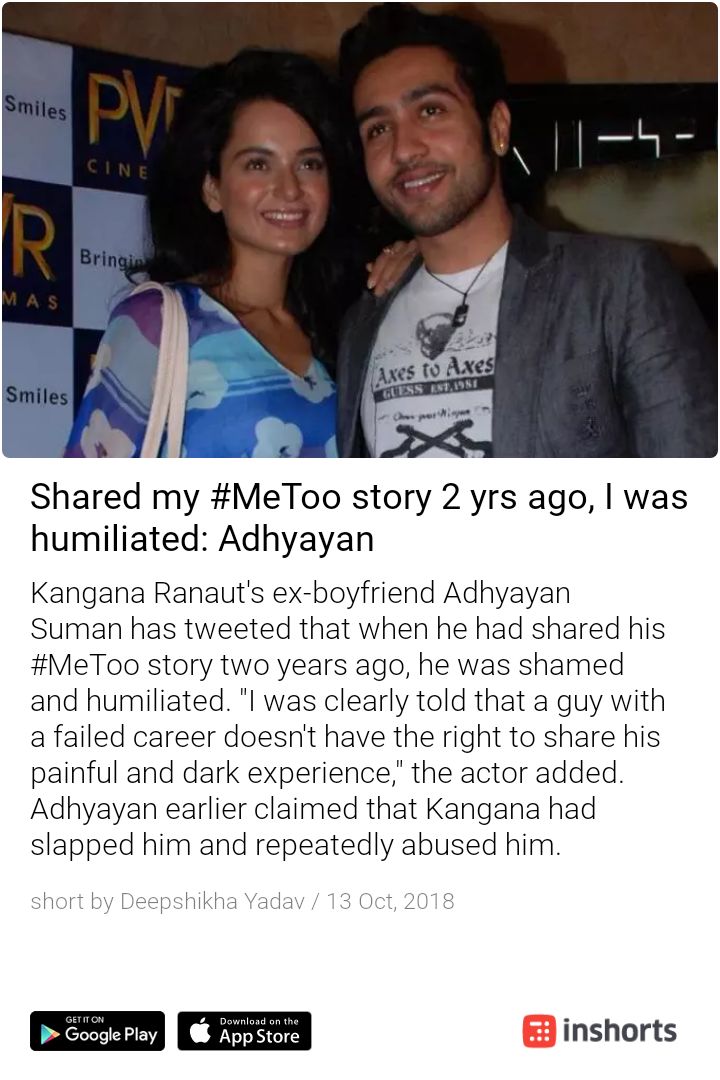 Smiles
PV
CINE
R
Bringin
MAS
Smiles
Axes to Axes
GUESS EST. 1981
Shared my #MeToo story 2 yrs ago, I was
humiliated: Adhyayan
Kangana Ranaut's ex-boyfriend Adhyayan
Suman has tweeted that when he had shared his
#MeToo story two years ago, he was shamed
and humiliated. "I was clearly told that a guy with
a failed career doesn't have the right to share his
painful and dark experience," the actor added.
Adhyayan earlier claimed that Kangana had
slapped him and repeatedly abused him.
short by Deepshikha Yadav / 13 Oct, 2018
GET IT ON
Google Play
Download on the
App Store
inshorts